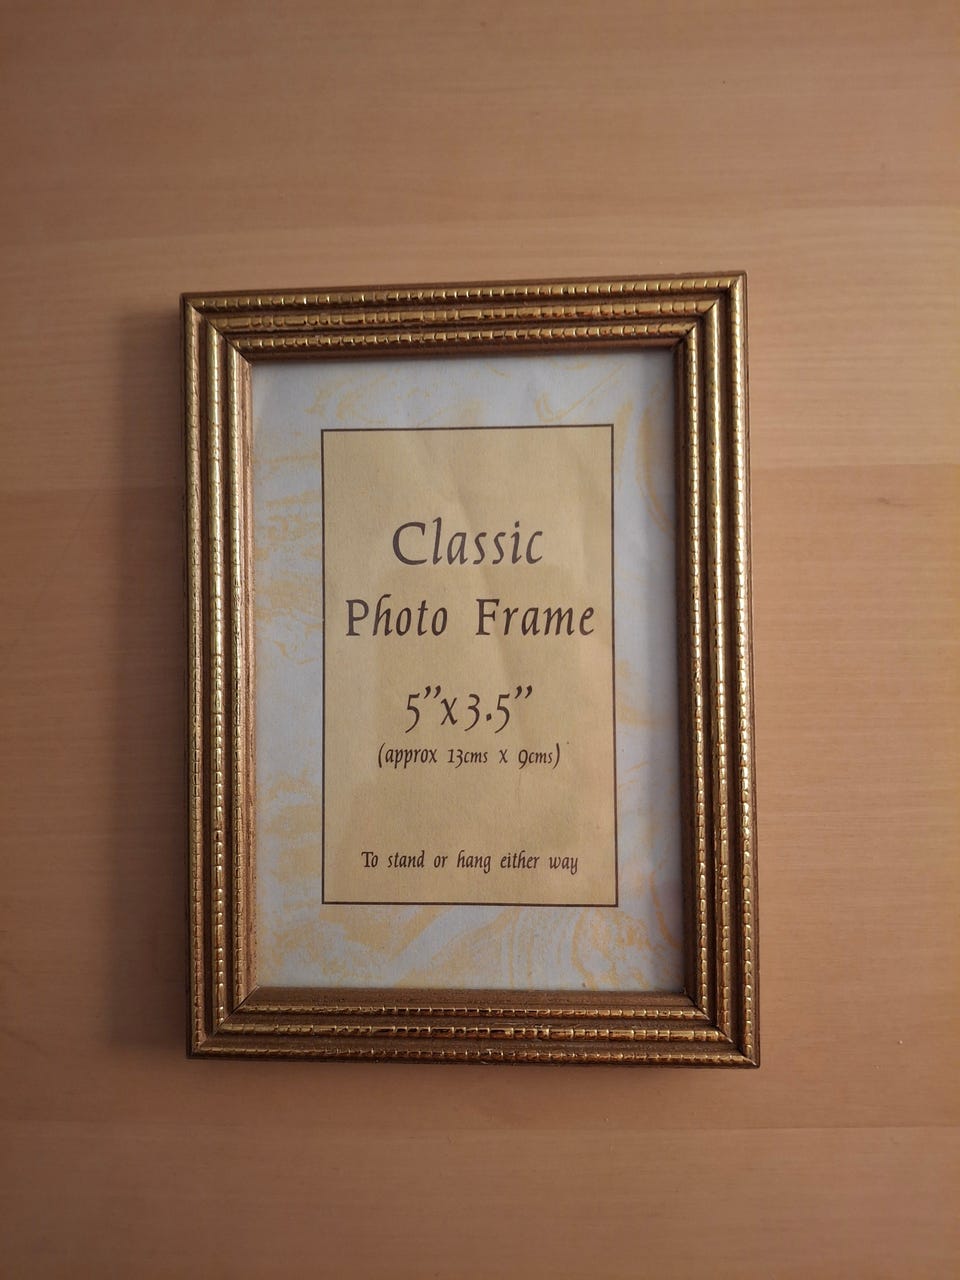 Classic
Photo Frame
5"x3.5"
(approx 13cms x 9cms)
To stand or hang either way